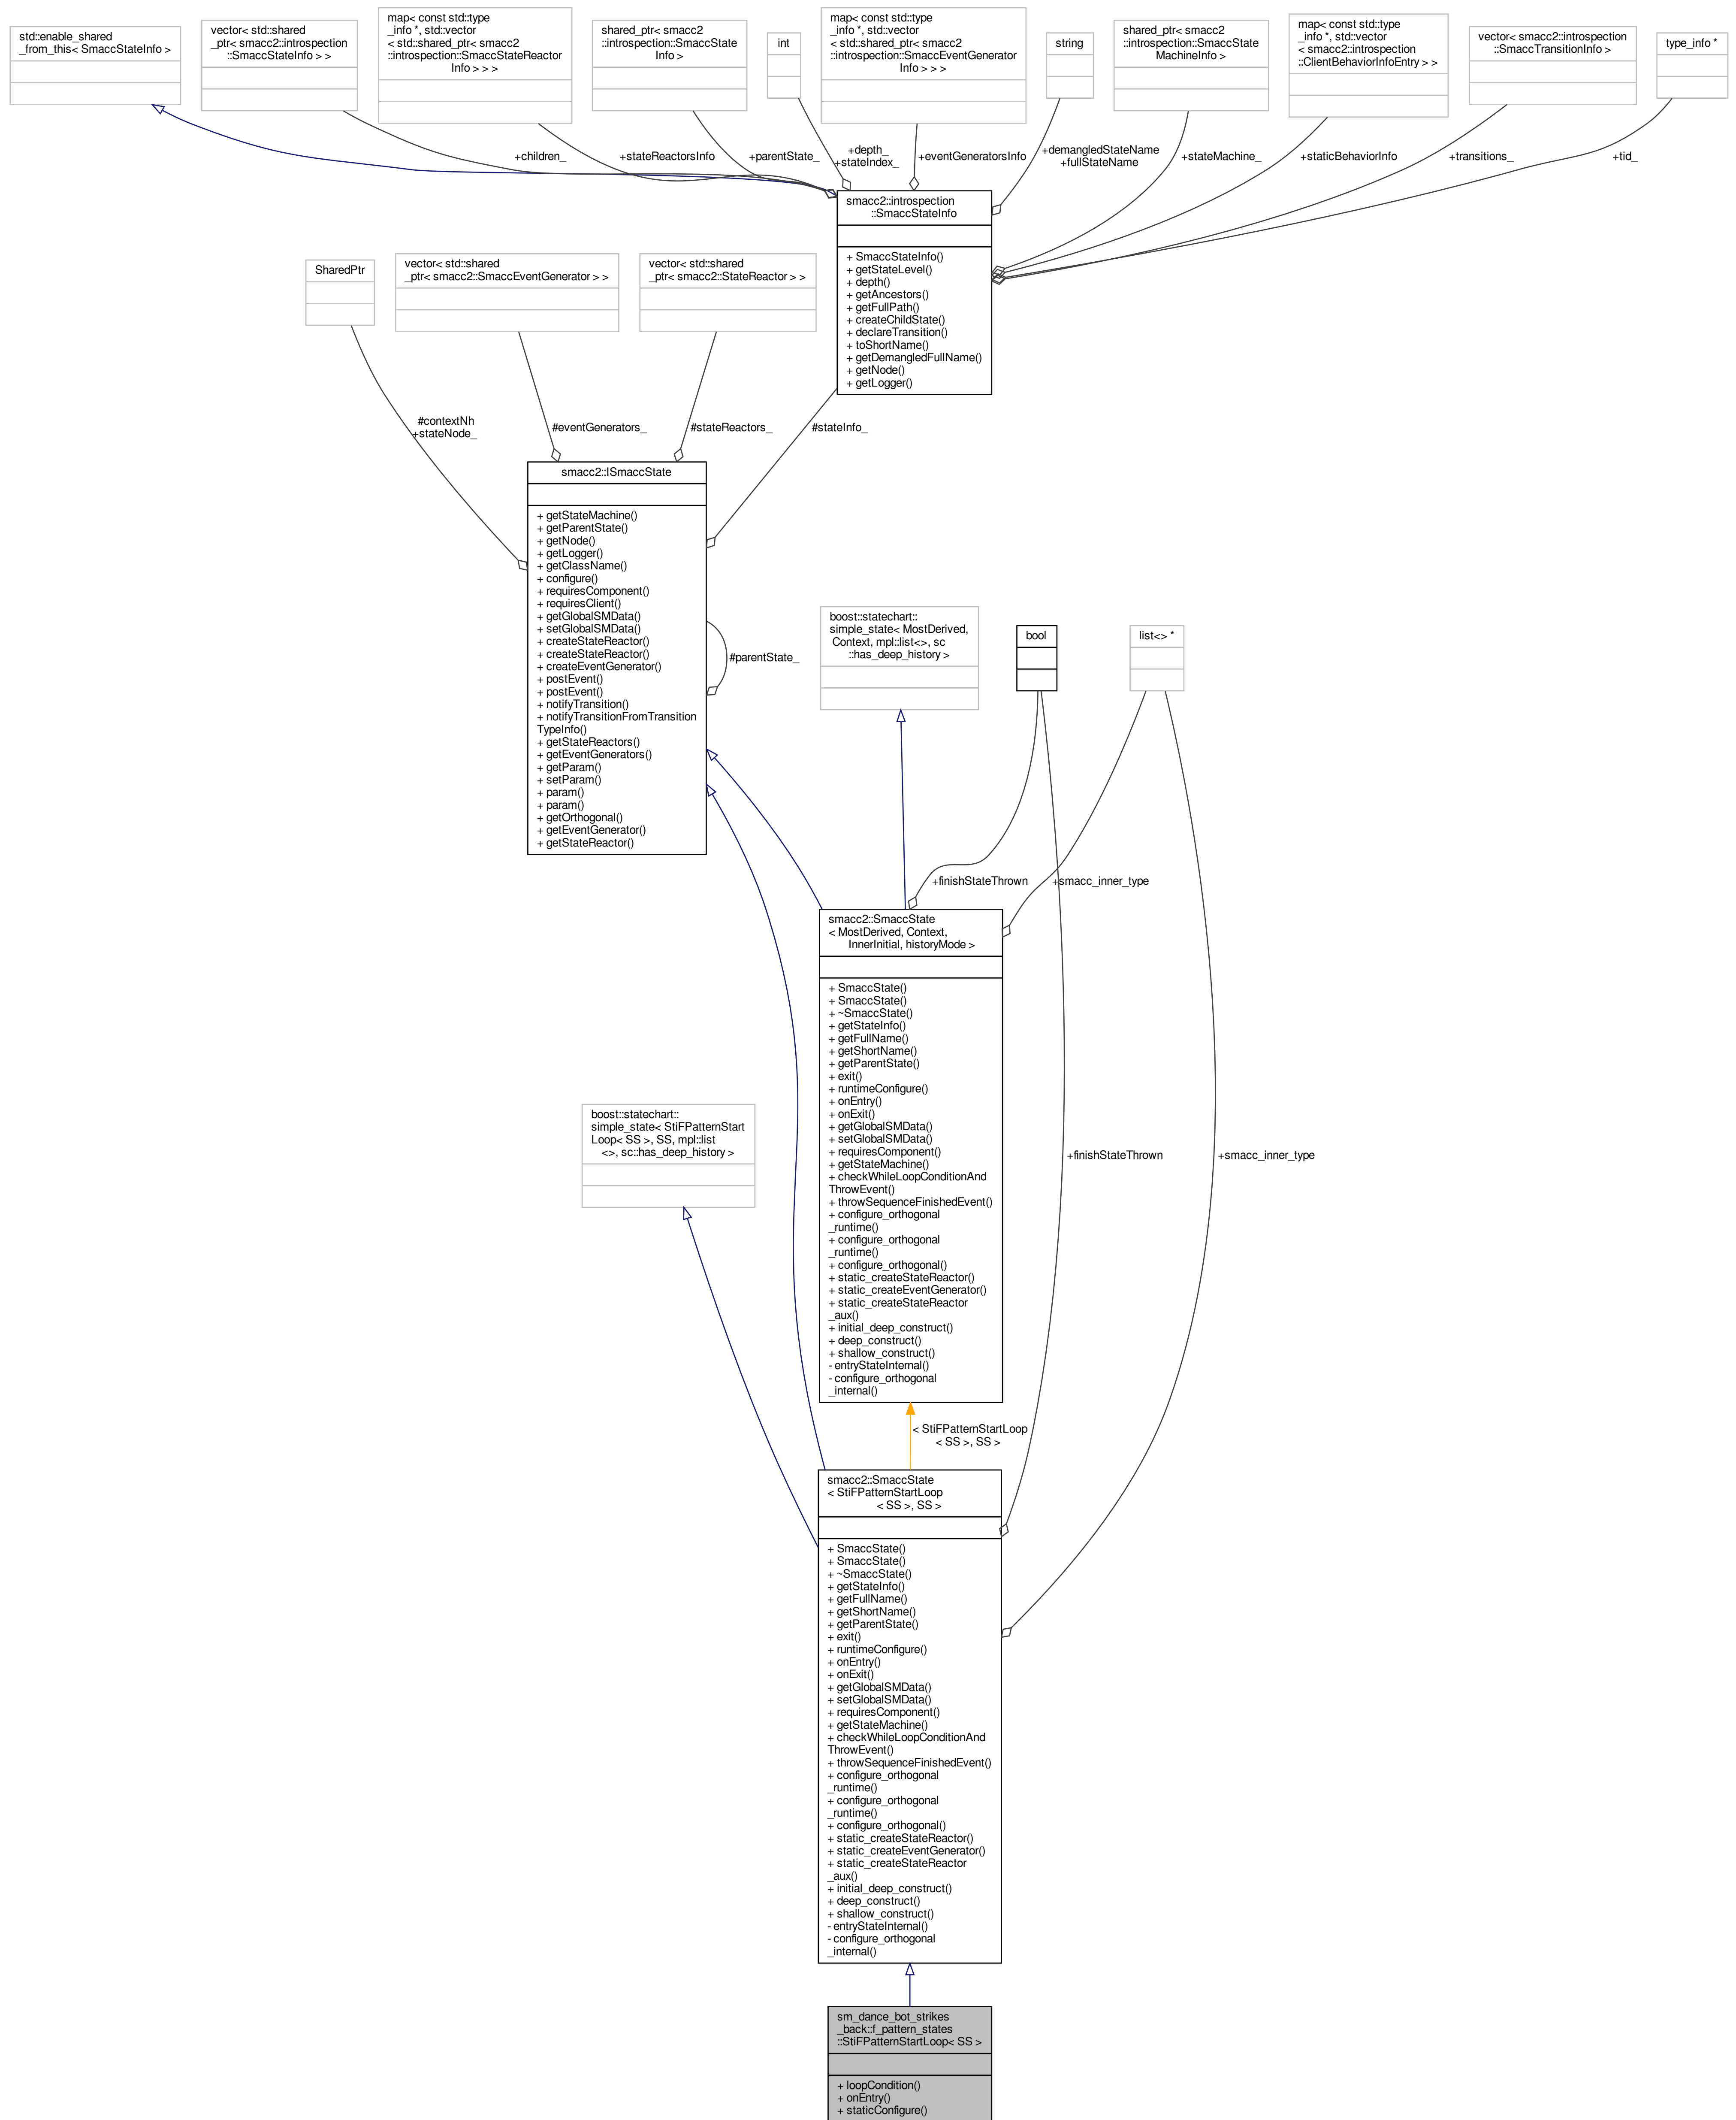 std::enable_shared
_from_this< SmaccStateInfo >
vector< std::shared
_ptr< smacc2::introspection
::SmaccStateInfo > >
map< const std::type
_info *, std::vector
< std::shared_ptr< smacc2
::introspection::SmaccStateReactor
Info > > >
shared_ptr< smacc2
::introspection::SmaccState
Info >
int
map< const std::type
_info *, std::vector
< std::shared_ptr< smacc2
::introspection::SmaccEventGenerator
Info > > >
string
shared_ptr< smacc2
::introspection::SmaccState
MachineInfo >
map< const std::type
_info *, std::vector
< smacc2::introspection
::ClientBehaviorInfoEntry > >
vector< smacc2::introspection
::SmaccTransitionInfo >
type_info *
+children_
+stateReactorsInfo
+parentState_
+depth_
+stateIndex_
+eventGeneratorsInfo
+demangledStateName
+fullStateName
+stateMachine_
+staticBehaviorInfo
+transitions_
+tid_
smacc2::introspection
::SmaccStateInfo
+ SmaccStateInfo()
+ getStateLevel()
+ depth()
+ getAncestors()
+ getFullPath()
+ createChildState()
+ declareTransition()
+ toShortName()
+ getDemangledFullName()
+ getNode()
+ getLogger()
SharedPtr
vector< std::shared
_ptr< smacc2::SmaccEventGenerator > >
vector< std::shared
_ptr< smacc2::StateReactor > >
#contextNh
+stateNode_
#eventGenerators_
#stateReactors_
#stateInfo_
smacc2::ISmaccState
+ getStateMachine()
+ getParentState()
+ getNode()
+ getLogger()
+ getClassName()
+ configure()
+ requiresComponent()
+ requiresClient()
+ getGlobalSMData()
+ setGlobalSMData()
+ createStateReactor()
+ createStateReactor()
+ createEventGenerator()
+ postEvent()
+ postEvent()
+ notifyTransition()
+ notifyTransitionFromTransition
TypeInfo()
+ getStateReactors()
+ getEventGenerators()
+ getParam()
+ setParam()
+ param()
+ param()
+ getOrthogonal()
+ getEventGenerator()
+ getStateReactor()
#parentState_
boost::statechart::
simple_state< MostDerived,
Context, mpl::list<>, sc
::has_deep_history >
bool
list<> *
+finishStateThrown
+smacc_inner_type
smacc2::SmaccState
< MostDerived, Context,
InnerInitial, historyMode >
+ SmaccState()
+ SmaccState()
+ ~SmaccState()
+ getStateInfo()
+ getFullName()
+ getShortName()
+ getParentState()
+ exit()
+ runtimeConfigure()
+ onEntry()
+ onExit()
+ getGlobalSMData()
+ setGlobalSMData()
+ requiresComponent()
+ getStateMachine()
+ checkWhileLoopConditionAnd
ThrowEvent()
+ throwSequenceFinishedEvent()
+ configure_orthogonal
_runtime()
+ configure_orthogonal
_runtime()
+ configure_orthogonal()
+ static_createStateReactor()
+ static_createEventGenerator()
+ static_createStateReactor
_aux()
+ initial_deep_construct()
+ deep_construct()
+ shallow_construct()
- entryStateInternal()
- configure_orthogonal
_internal()
boost::statechart::
simple_state< StiFPatternStart
Loop< SS >, SS, mpl::list
<>, sc::has_deep_history >
+finishStateThrown
+smacc_inner_type
< StiFPatternStartLoop
< SS >, SS >
smacc2::SmaccState
< StiFPatternStartLoop
< SS >, SS >
+ SmaccState()
+ SmaccState()
+ ~SmaccState()
+ getStateInfo()
+ getFullName()
+ getShortName()
+ getParentState()
+ exit()
+ runtimeConfigure()
+ onEntry()
+ onExit()
+ getGlobalSMData()
+ setGlobalSMData()
+ requiresComponent()
+ getStateMachine()
+ checkWhileLoopConditionAnd
ThrowEvent()
+ throwSequenceFinishedEvent()
+ configure_orthogonal
_runtime()
+ configure_orthogonal
_runtime()
+ configure_orthogonal()
+ static_createStateReactor()
+ static_createEventGenerator()
+ static_createStateReactor
_aux()
+ initial_deep_construct()
+ deep_construct()
+ shallow_construct()
- entryStateInternal()
- configure_orthogonal
_internal()
sm_dance_bot_strikes
_back::f_pattern_states
::StiFPatternStartLoop< SS >
+ loopCondition()
+ onEntry()
+ staticConfigure()